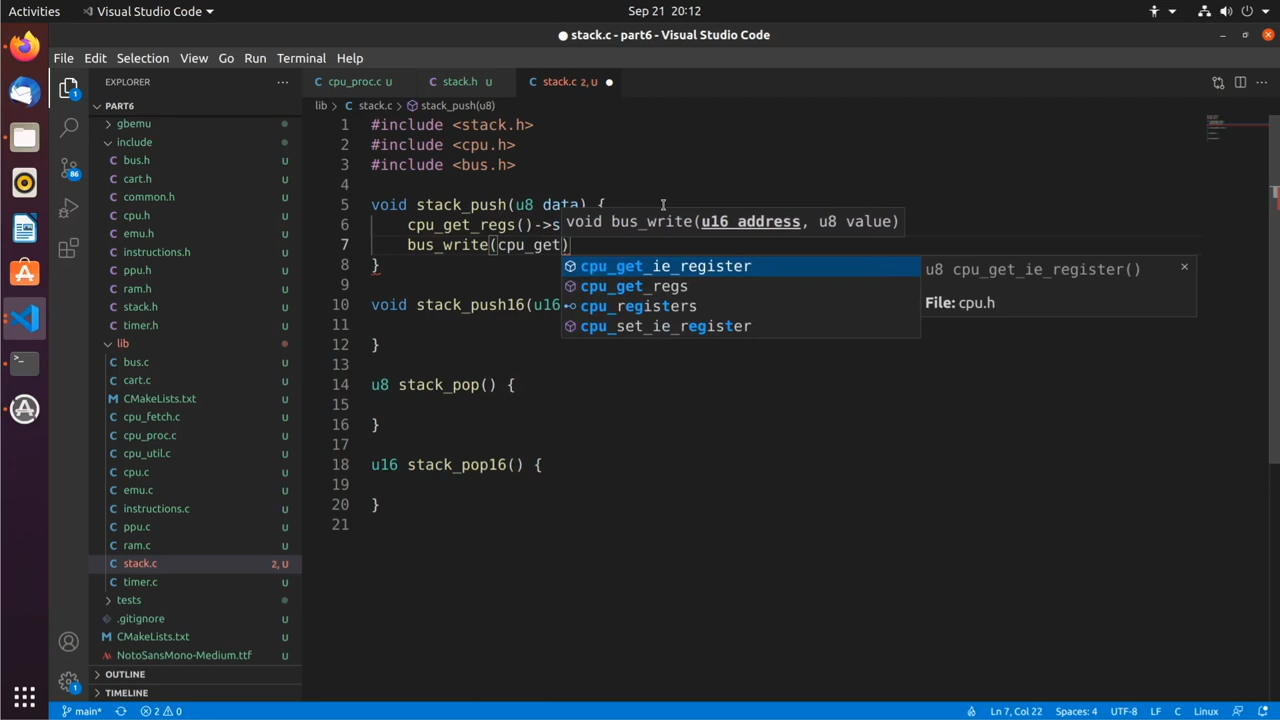 Activities
Visual Studio Code
Sep 21 20:12
stack.c - part6 - Visual Studio Code
File Edit Selection View Go Run Terminal Help
EXPLORER
cpu_proc.c U
stack.h U
stack.c 2, U
PART6
lib > C stack.c > stack_push(u8)
gbemu
include
bus.h U
cart.h U
common.h U
cpu.h U
emu.h U
instructions.h U
ppu.h U
ram.h U
stack.h U
timer.h U
lib
bus.c U
cart.c U
CMakeLists.txt U
cpu_fetch.c U
cpu_proc.c U
cpu_util.c U
cpu.c U
emu.c U
instructions.c U
ppu.c U
ram.c U
stack.c 2, U
timer.c U
tests
.gitignore U
CMakeLists.txt U
NotoSansMono-Medium.ttf U
OUTLINE
TIMELINE
86
1
1
1 #include <stack.h>
2 #include <cpu.h>
3 #include <bus.h>
4
5 void stack_push(u8 data) {
6 cpu_get_regs()->s
7 bus_write(cpu_get)
8 }
9
10 void stack_push16(u16
11
12 }
13
14 u8 stack_pop() {
15
16 }
17
18 u16 stack_pop16() {
19
20 }
21
void bus_write(u16 address, u8 value)
cpu_get_ie_register
cpu_get_regs
cpu_registers
cpu_set_ie_register
u8 cpu_get_ie_register()
File: cpu.h
main* 2 0
Ln 7, Col 22 Spaces: 4 UTF-8 LF C Linux